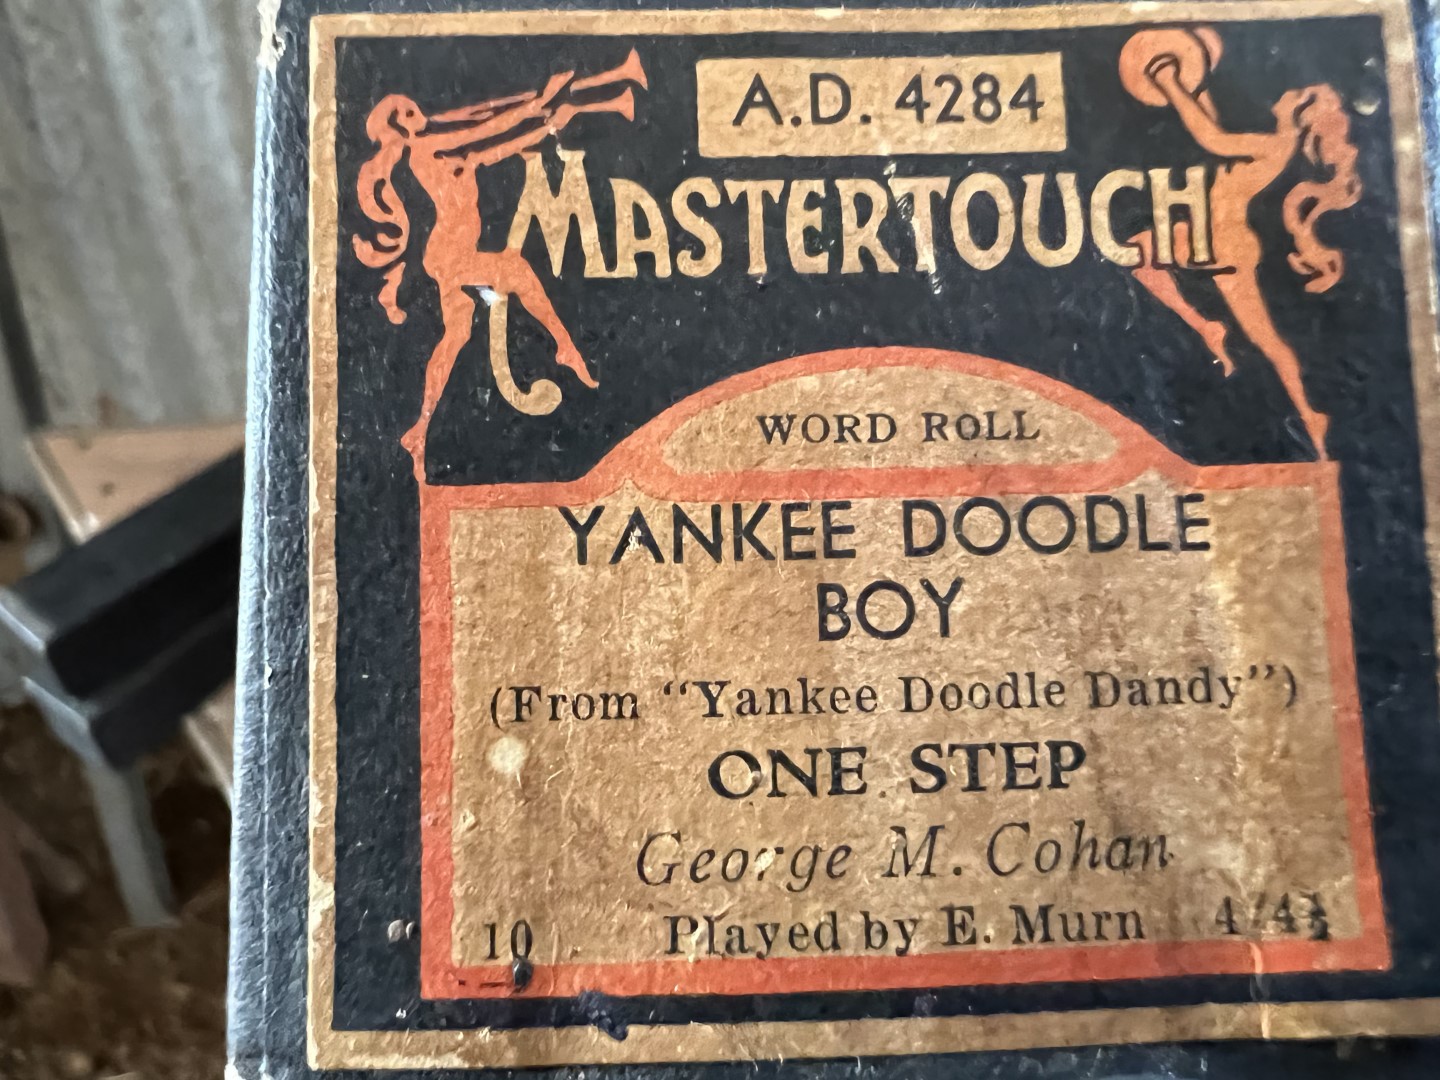 A.D. 4284
MASTERTOUCH
WORD ROLL
YANKEE DOODLE
BOY
(From “Yankee Doodle Dandy”)
ONE STEP
George M. Cohan
10 Played by E. Murn